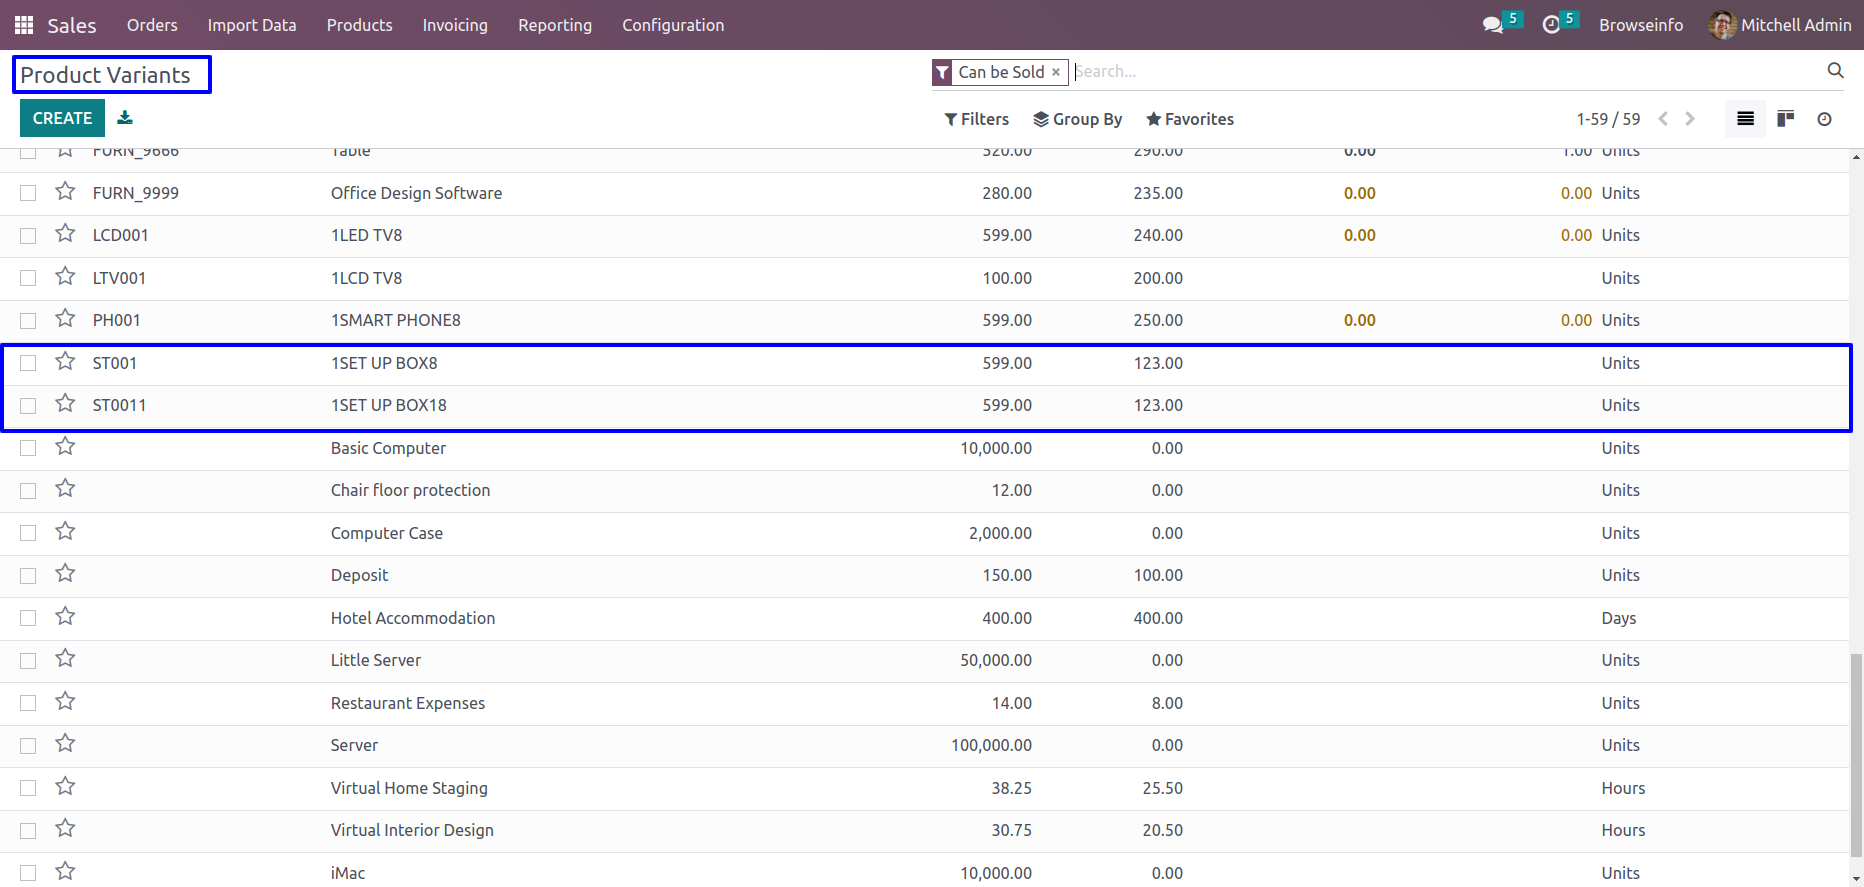 Sales Orders Import Data Products Invoicing Reporting Configuration 5 5 Browseinfo Mitchell Admin
Product Variants Can be Sold × Search...
CREATE Filters Group By Favorites 1-59 / 59
FURN_9666 Table 320.00 290.00 0.00 1.00 Units
FURN_9999 Office Design Software 280.00 235.00 0.00 0.00 Units
LCD001 1LED TV8 599.00 240.00 0.00 0.00 Units
LTV001 1LCD TV8 100.00 200.00 Units
PH001 1SMART PHONE8 599.00 250.00 0.00 0.00 Units
ST001 1SET UP BOX8 599.00 123.00 Units
ST0011 1SET UP BOX18 599.00 123.00 Units
Basic Computer 10,000.00 0.00 Units
Chair floor protection 12.00 0.00 Units
Computer Case 2,000.00 0.00 Units
Deposit 150.00 100.00 Units
Hotel Accommodation 400.00 400.00 Days
Little Server 50,000.00 0.00 Units
Restaurant Expenses 14.00 8.00 Units
Server 100,000.00 0.00 Units
Virtual Home Staging 38.25 25.50 Hours
Virtual Interior Design 30.75 20.50 Hours
iMac 10,000.00 0.00 Units